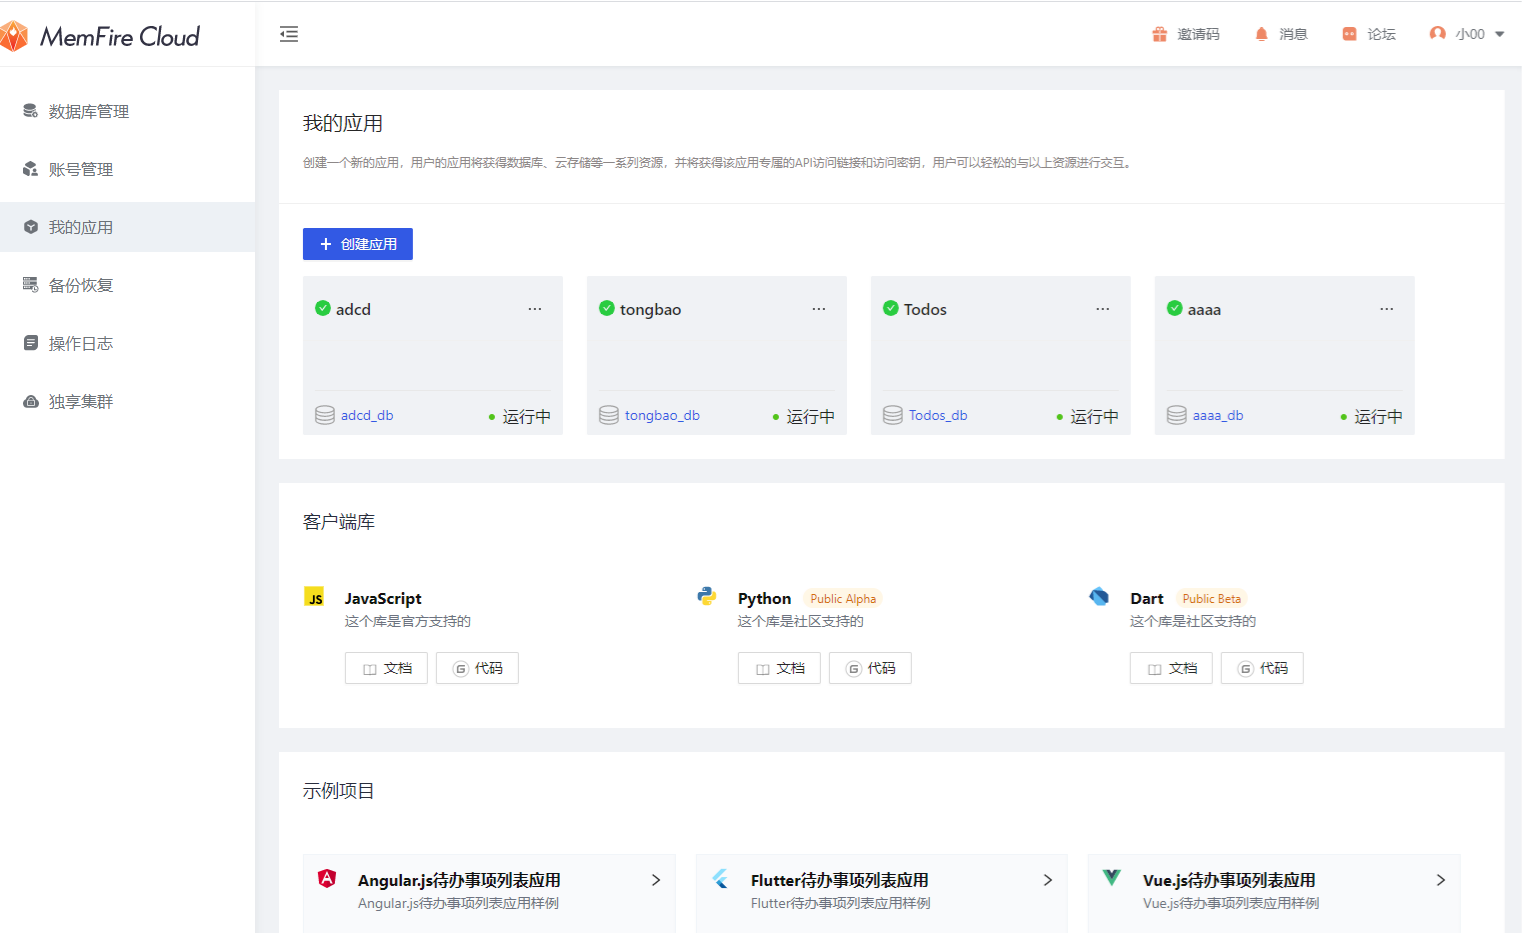 MemFire Cloud
邀请码
消息
论坛
小00
数据库管理
账号管理
我的应用
备份恢复
操作日志
独享集群
我的应用
创建一个新的应用，用户的应用将获得数据库、云存储等一系列资源，并将获得该应用专属的API访问链接和访问密钥，用户可以轻松的与以上资源进行交互。
+ 创建应用
adcd ...
adcd_db 运行中
tongbao ...
tongbao_db 运行中
Todos ...
Todos_db 运行中
aaaa ...
aaaa_db 运行中
客户端库
JS
JavaScript
这个库是官方支持的
文档 G 代码
Python Public Alpha
这个库是社区支持的
文档 G 代码
Dart Public Beta
这个库是社区支持的
文档 G 代码
示例项目
Angular.js待办事项列表应用
Angular.js待办事项列表应用样例
Flutter待办事项列表应用
Flutter待办事项列表应用样例
Vue.js待办事项列表应用
Vue.js待办事项列表应用样例